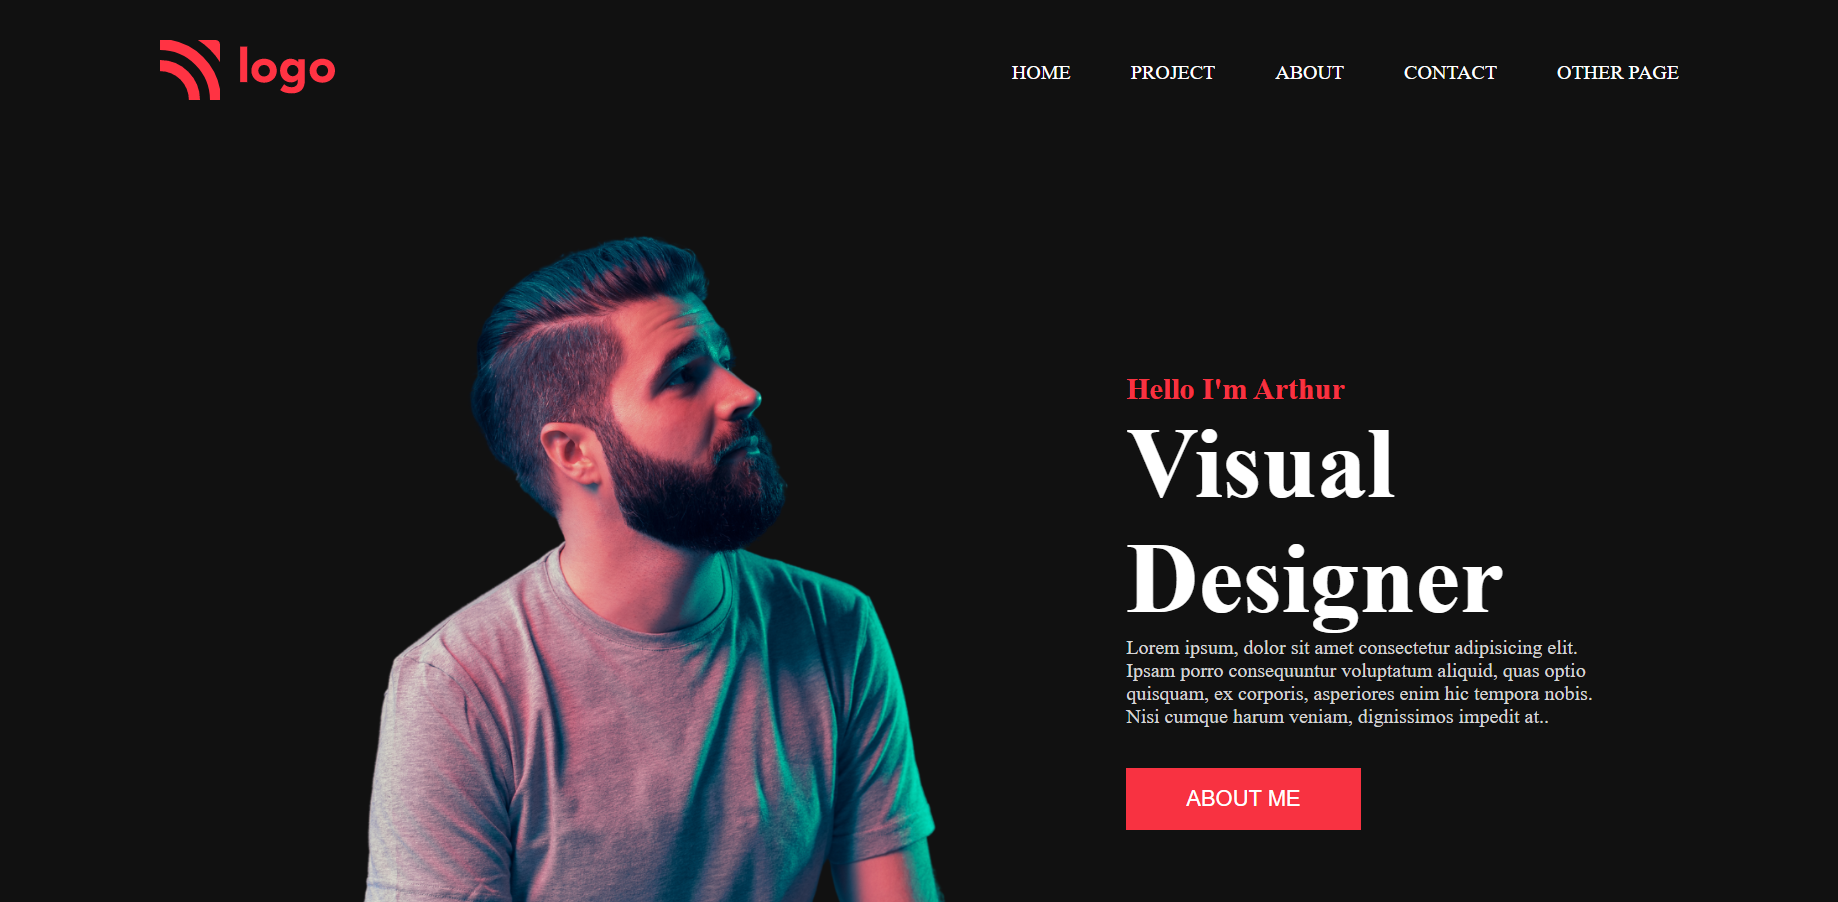 logo
HOME PROJECT ABOUT CONTACT OTHER PAGE
Hello I'm Arthur
Visual
Designer
Lorem ipsum, dolor sit amet consectetur adipisicing elit.
Ipsam porro consequuntur voluptatum aliquid, quas optio
quisquam, ex corporis, asperiores enim hic tempora nobis.
Nisi cumque harum veniam, dignissimos impedit at..
ABOUT ME